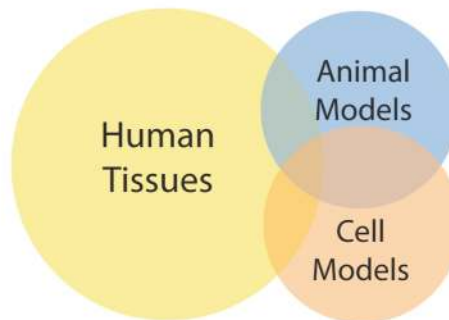 Human
Tissues
Animal
Models
Cell
Models